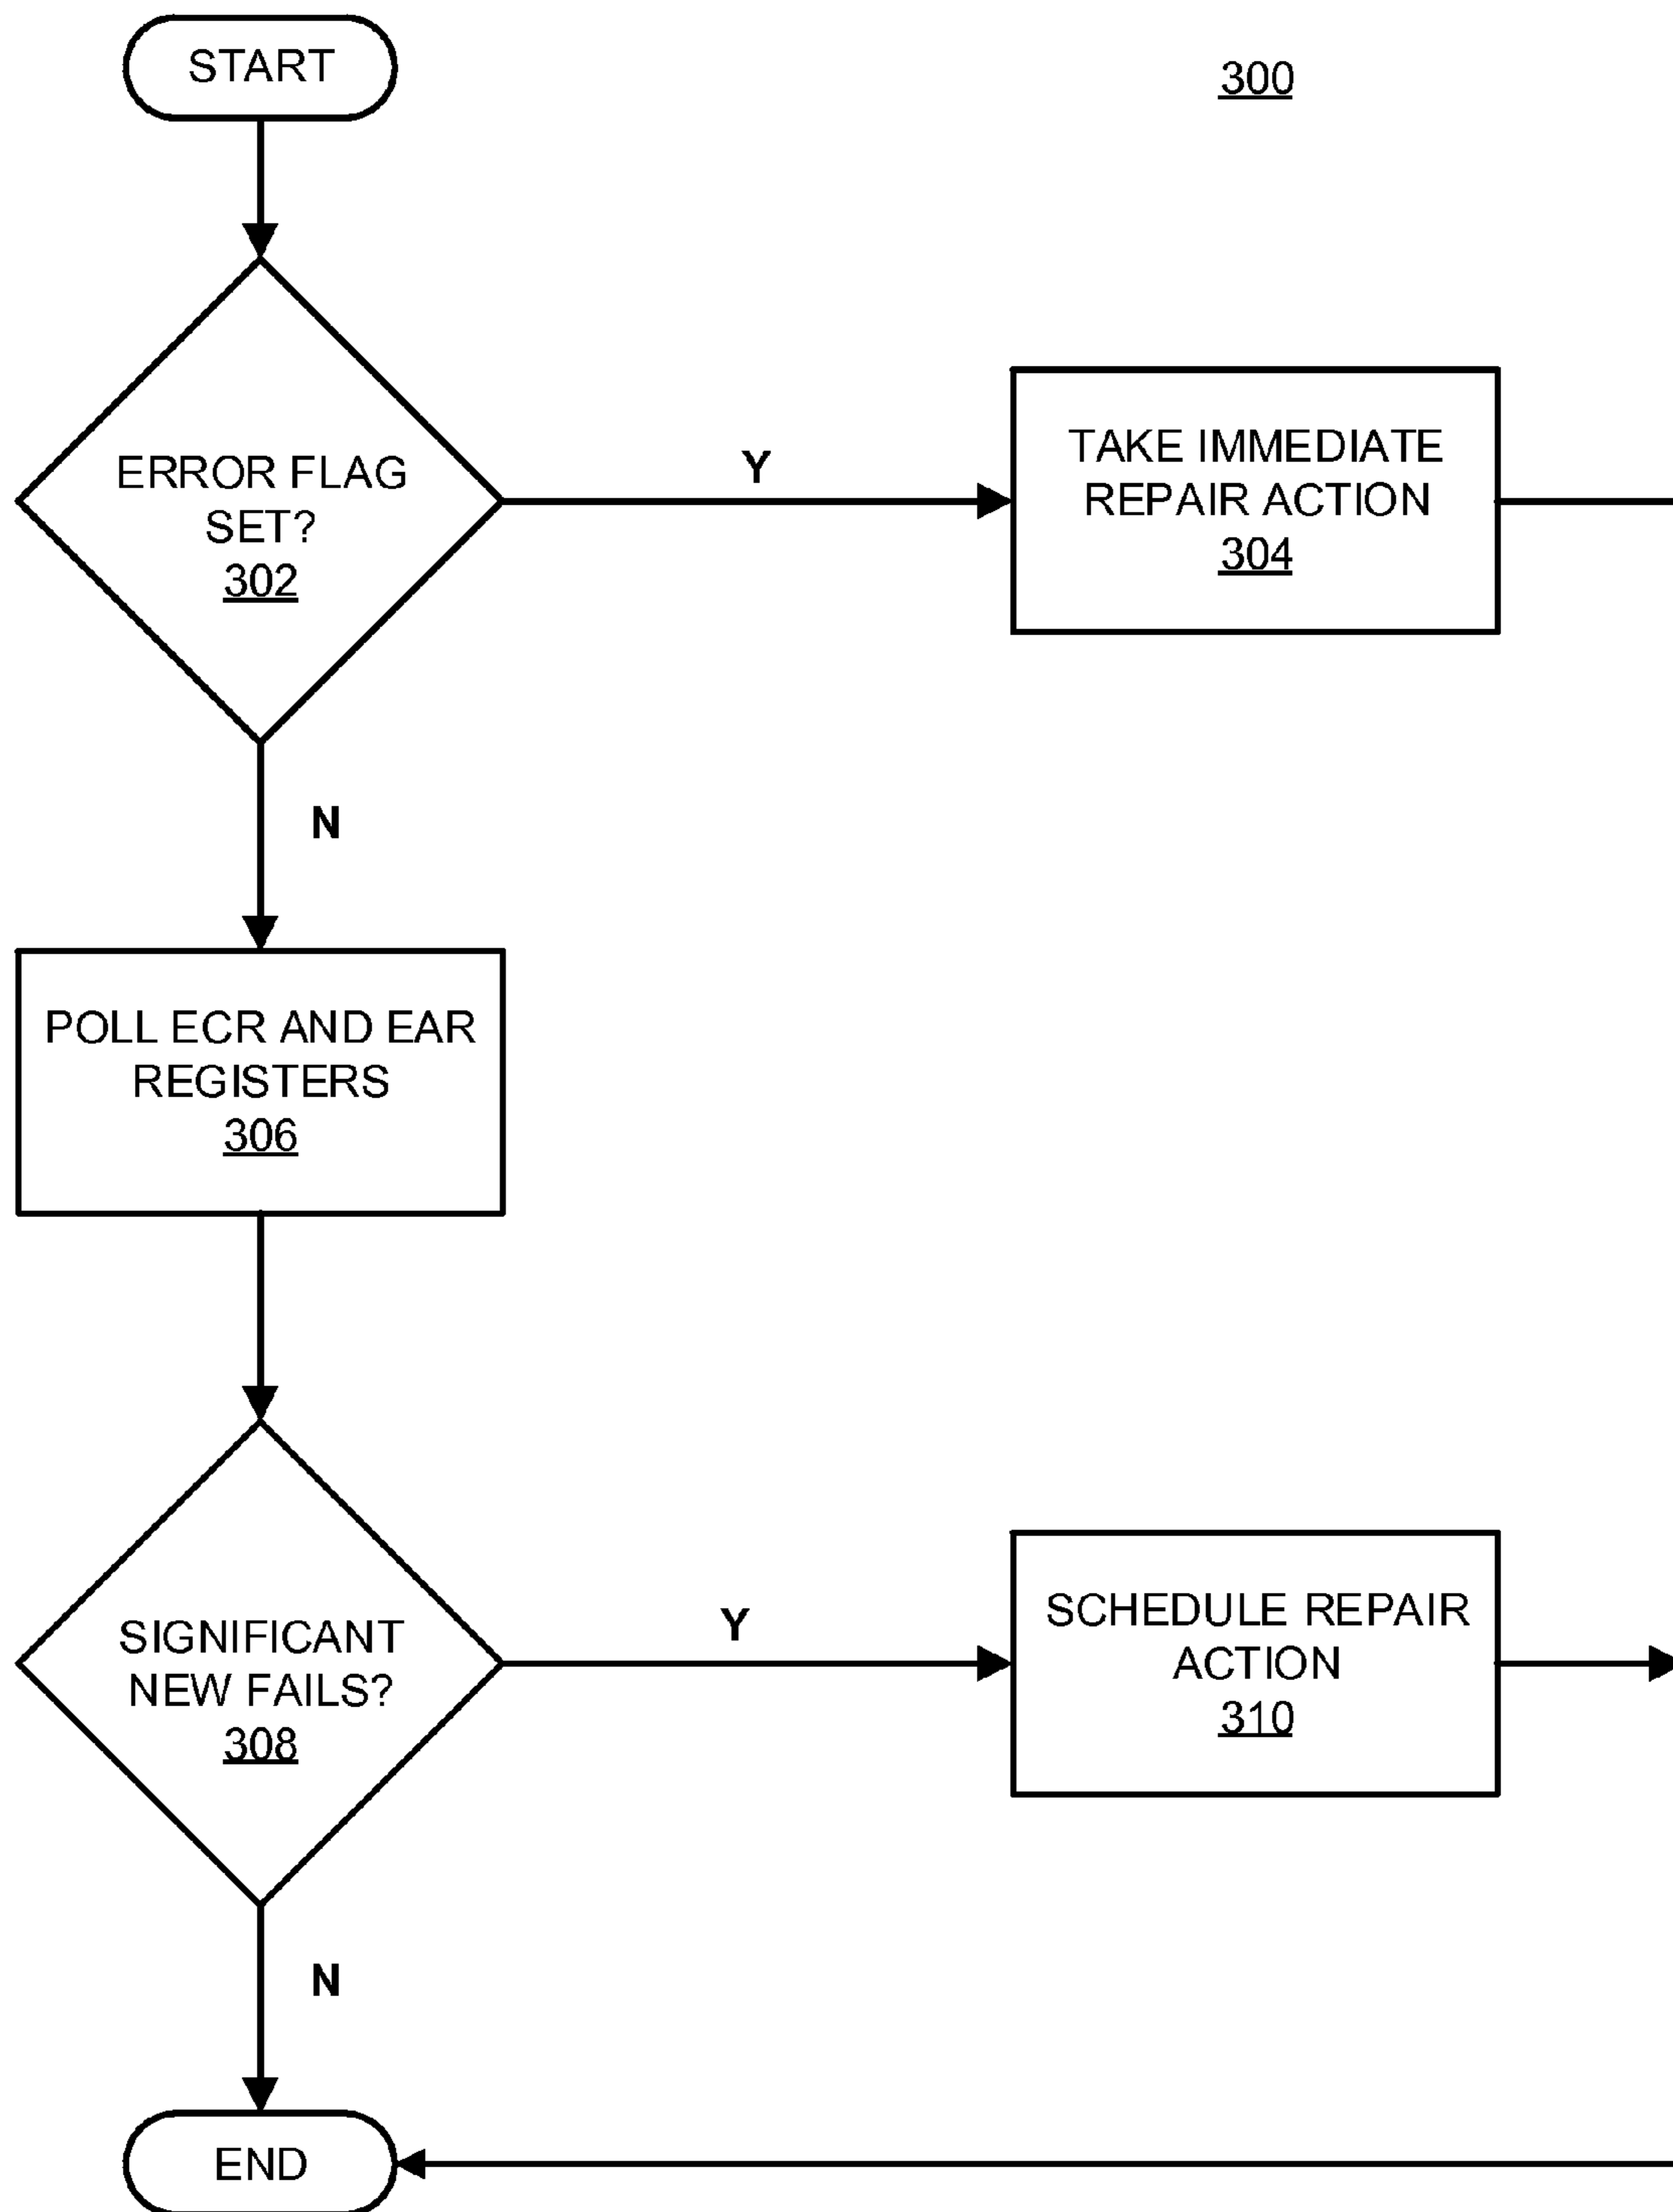 START
300
ERROR FLAG
SET?
302
Y
TAKE IMMEDIATE
REPAIR ACTION
304
N
POLL ECR AND EAR
REGISTERS
306
SIGNIFICANT
NEW FAILS?
308
Y
SCHEDULE REPAIR
ACTION
310
N
END